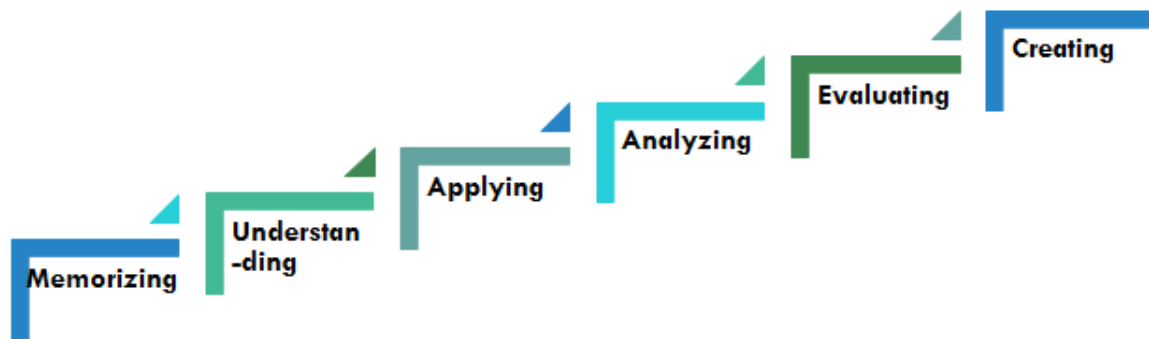 Memorizing
Understan
-ding
Applying
Analyzing
Evaluating
Creating